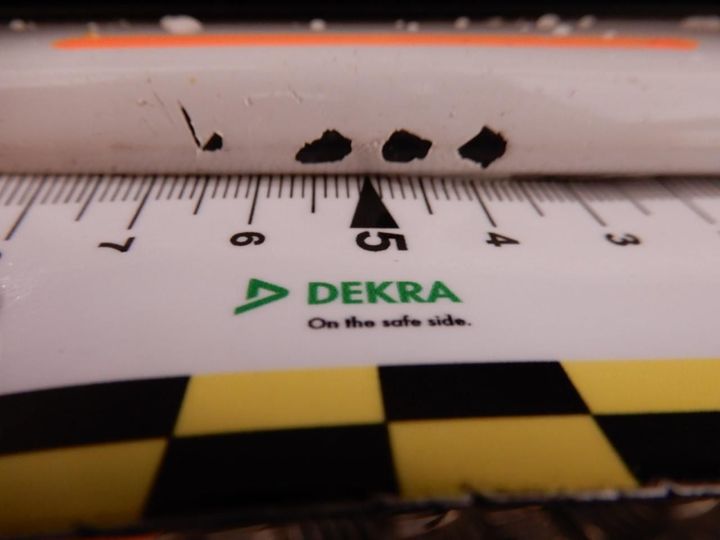 7 6 5 4 3
DEKRA
On the safe side.